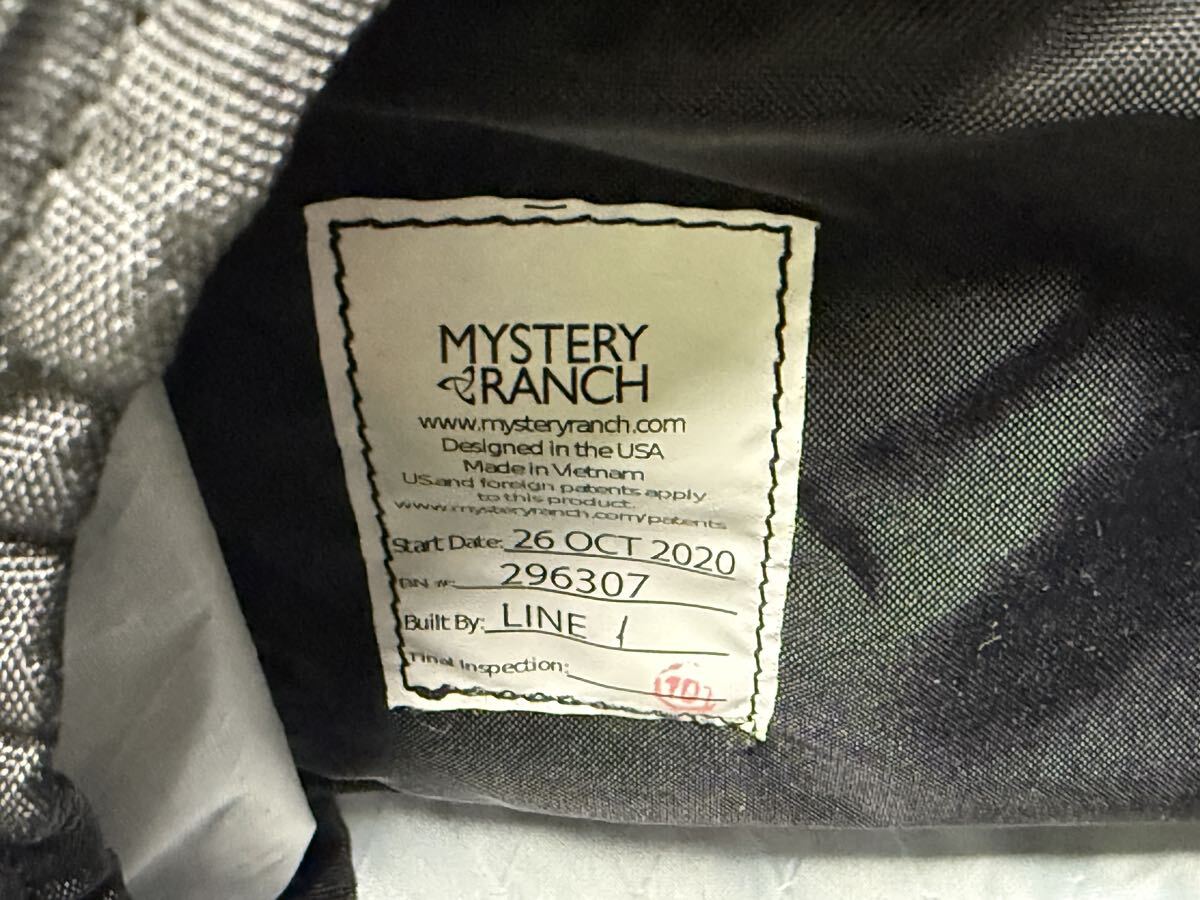 MYSTERY
RANCH
www.mysteryranch.com
Designed in the USA
Made in Vietnam
US and foreign patents apply
to this product.
www.mysteryranch.com/patents
Start Date: 26 OCT 2020
BN #: 296307
Built By: LINE 1
Final Inspection: